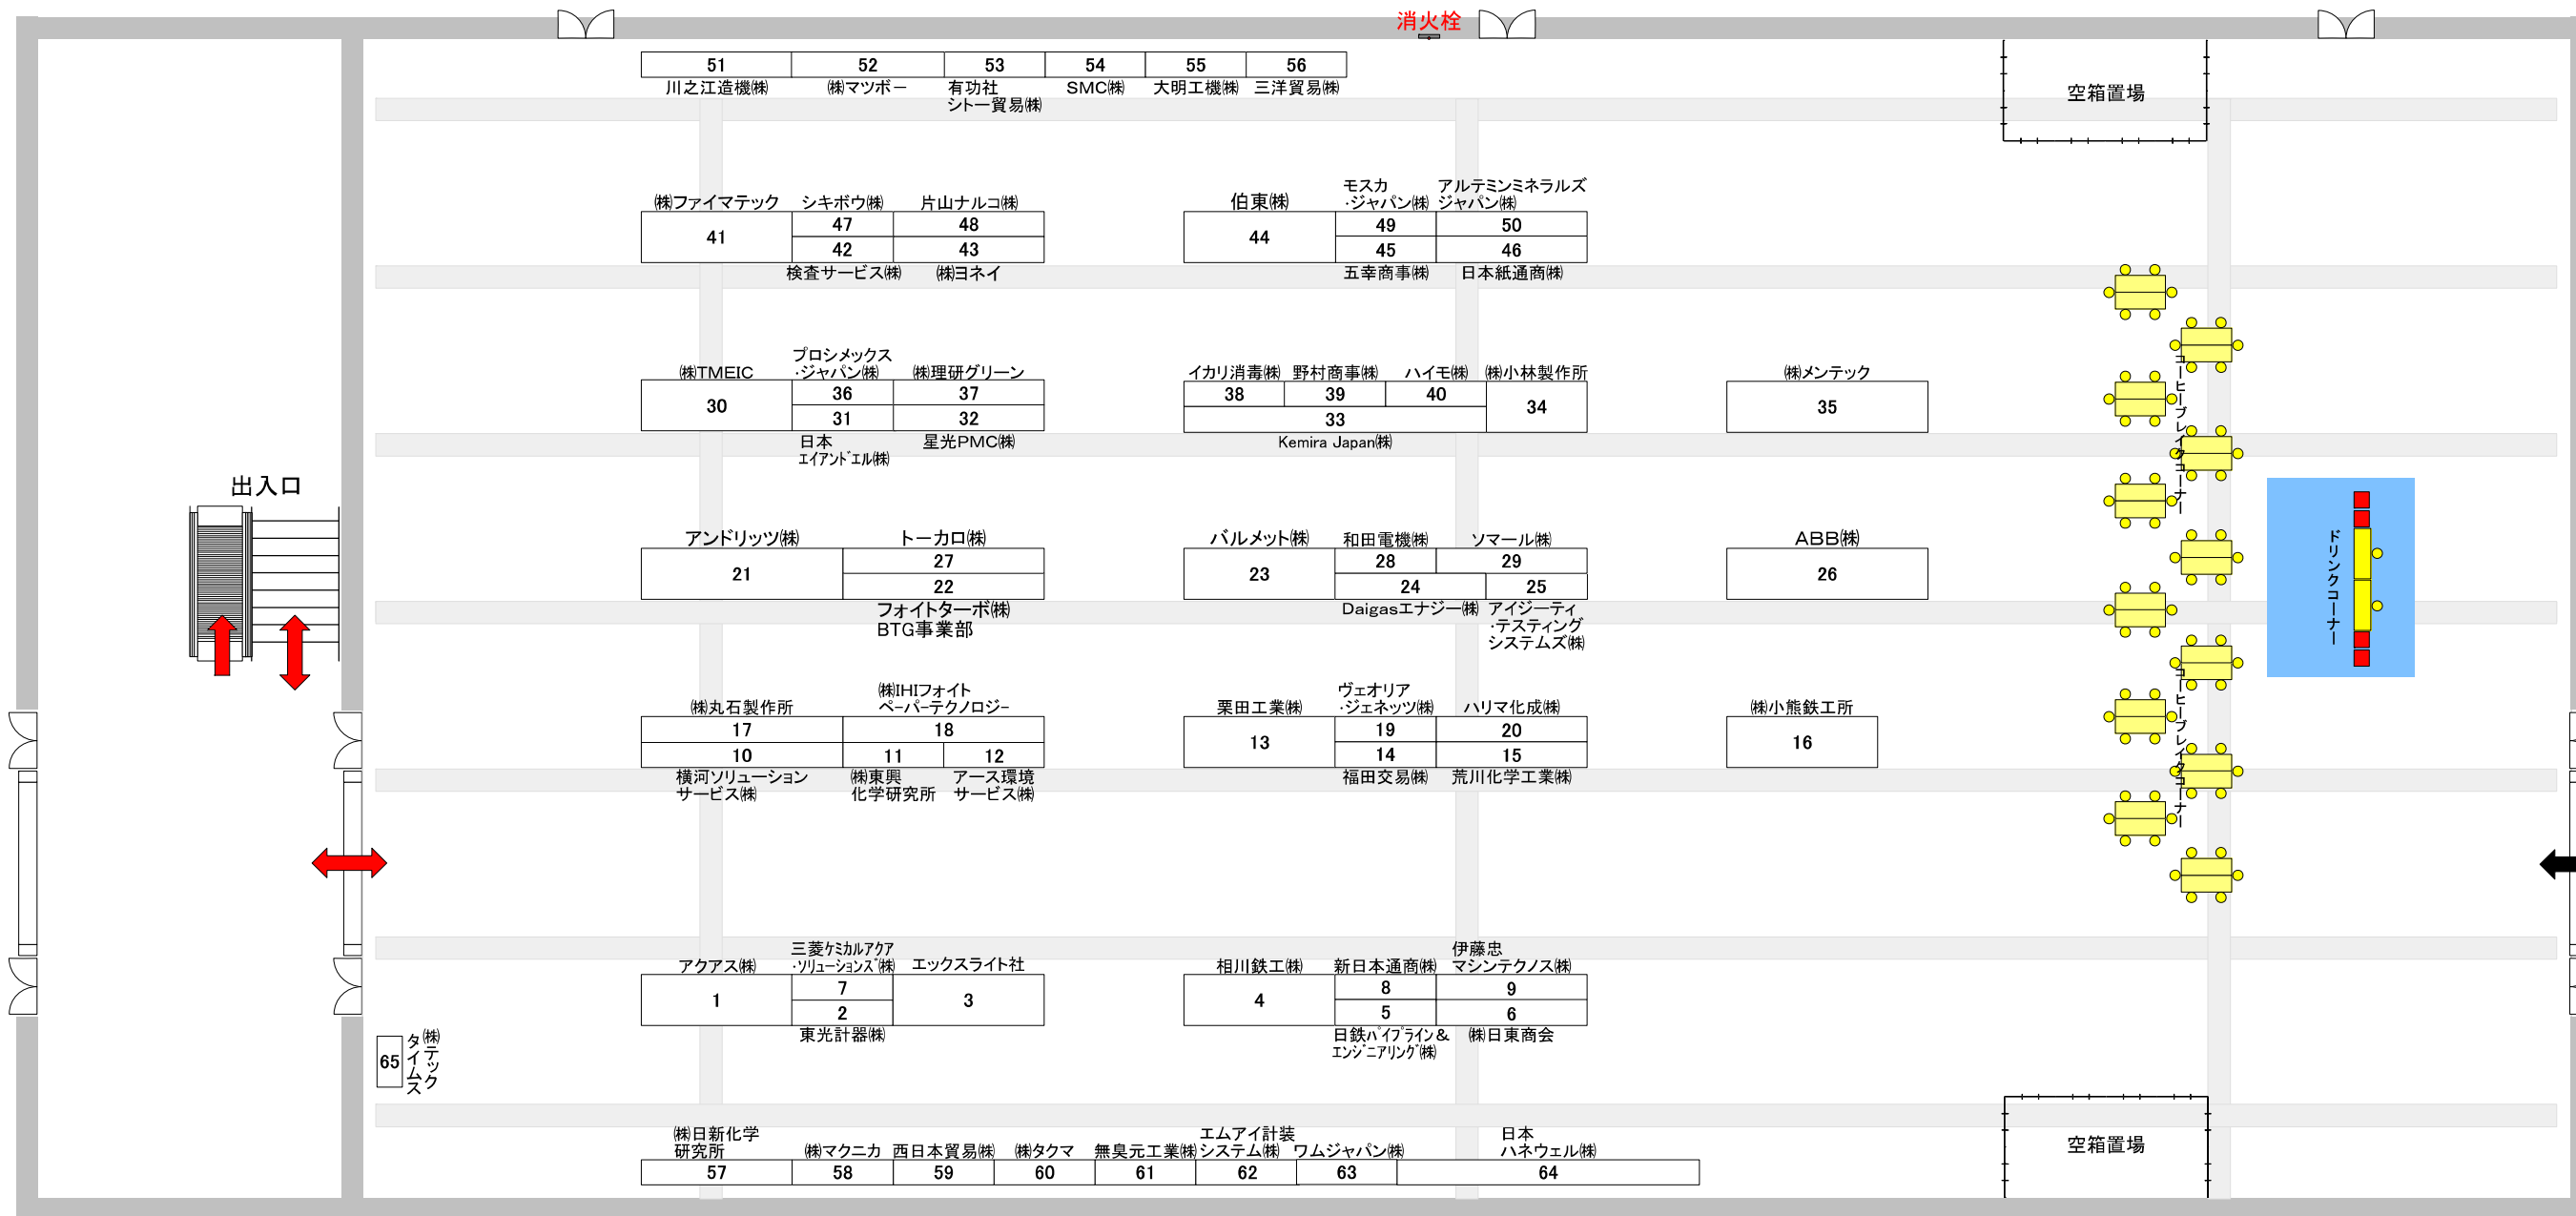 消火栓
51 52 53 54 55 56
川之江造機㈱ ㈱マツボー 有功社 SMC㈱ 大明工機㈱ 三洋貿易㈱
シトー貿易㈱
空箱置場
㈱ファイマテック シキボウ㈱ 片山ナルコ㈱
41 47 48
42 43
検査サービス㈱ ㈱ヨネイ
モスカ アルテミンミネラルズ
伯東㈱ ・ジャパン㈱ ジャパン㈱
44 49 50
45 46
五幸商事㈱ 日本紙通商㈱
プロシメックス
㈱TMEIC ・ジャパン㈱ ㈱理研グリーン
30 36 37
31 32
日本 星光PMC㈱
エイアンドエル㈱
イカリ消毒㈱ 野村商事㈱ ハイモ㈱ ㈱小林製作所
38 39 40 34
33
Kemira Japan㈱
㈱メンテック
35
コーヒーブレイクコーナー
出入口
アンドリッツ㈱ トーカロ㈱
21 27
22
フォイトターボ㈱
BTG事業部
バルメット㈱ 和田電機㈱ ソマール㈱
23 28 29
24 25
Daigasエナジー㈱ アイジーティ
・テスティング
システムズ㈱
ABB㈱
26
ドリンクコーナー
㈱IHIフォイト
㈱丸石製作所 ペーパーテクノロジー
17 18
10 11 12
横河ソリューション ㈱東興 アース環境
サービス㈱ 化学研究所 サービス㈱
ヴェオリア
栗田工業㈱ ・ジェネッツ㈱ ハリマ化成㈱
13 19 20
14 15
福田交易㈱ 荒川化学工業㈱
㈱小熊鉄工所
16
コーヒーブレイクコーナー
三菱ケミカルアクア
アクアス㈱ ・ソリューションズ㈱ エックスライト社
1 7 3
2
東光計器㈱
伊藤忠
相川鉄工㈱ 新日本通商㈱ マシンテクノス㈱
4 8 9
5 6
日鉄パイプライン＆ ㈱日東商会
エンジニアリング㈱
65
㈱テック
タイムス
㈱日新化学 エムアイ計装 日本
研究所 ㈱マクニカ 西日本貿易㈱ ㈱タクマ 無臭元工業㈱ システム㈱ ワムジャパン㈱ ハネウェル㈱
57 58 59 60 61 62 63 64
空箱置場